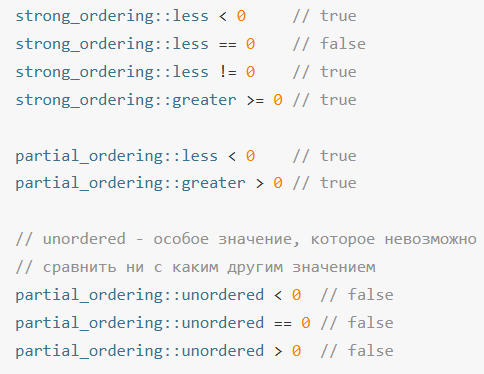 strong_ordering::less < 0     // true
strong_ordering::less == 0    // false
strong_ordering::less != 0    // true
strong_ordering::greater >= 0 // true

partial_ordering::less < 0    // true
partial_ordering::greater > 0 // true

// unordered - особое значение, которое невозможно
// сравнить ни с каким другим значением
partial_ordering::unordered < 0  // false
partial_ordering::unordered == 0 // false
partial_ordering::unordered > 0  // false